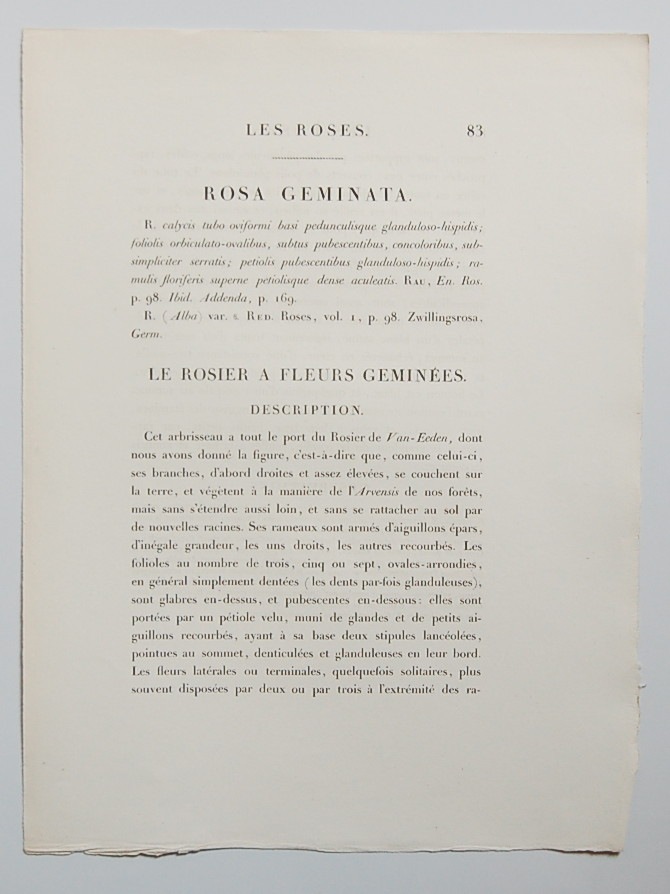 LES ROSES. 83
ROSA GEMINATA.
R. calycis tubo oviformi basi pedunculisque glanduloso-hispidis;
foliolis orbiculato-ovalibus, subtus pubescentibus, concoloribus, sub-
simpliciter serratis; petiolis pubescentibus glanduloso-hispidis; ra-
mulis floriferis superne petiolisque dense aculeatis. RAU, En. Ros.
p. 98. Ibid. Addenda, p. 169.
R. (Alba) var. RED. Roses, vol. 1, p. 98. Zwillingsrosa,
Germ.
LE ROSIER A FLEURS GEMINÉES.
DESCRIPTION.
Cet arbrisseau a tout le port du Rosier de Van-Eeden, dont
nous avons donné la figure, c'est-à-dire que, comme celui-ci,
ses branches, d'abord droites et assez élevées, se couchent sur
la terre, et végètent à la manière de l'Arvensis de nos forêts,
mais sans s'étendre aussi loin, et sans se rattacher au sol par
de nouvelles racines. Ses rameaux sont armés d'aiguillons épars,
d'inégale grandeur, les uns droits, les autres recourbés. Les
folioles au nombre de trois, cinq ou sept, ovales-arrondies,
en général simplement dentées (les dents par-fois glanduleuses),
sont glabres en-dessus, et pubescentes en-dessous: elles sont
portées par un pétiole velu, muni de glandes et de petits ai-
guillons recourbés, ayant à sa base deux stipules lancéolées,
pointues au sommet, denticulées et glanduleuses en leur bord.
Les fleurs latérales ou terminales, quelquefois solitaires, plus
souvent disposées par deux ou par trois à l'extrémité des ra-